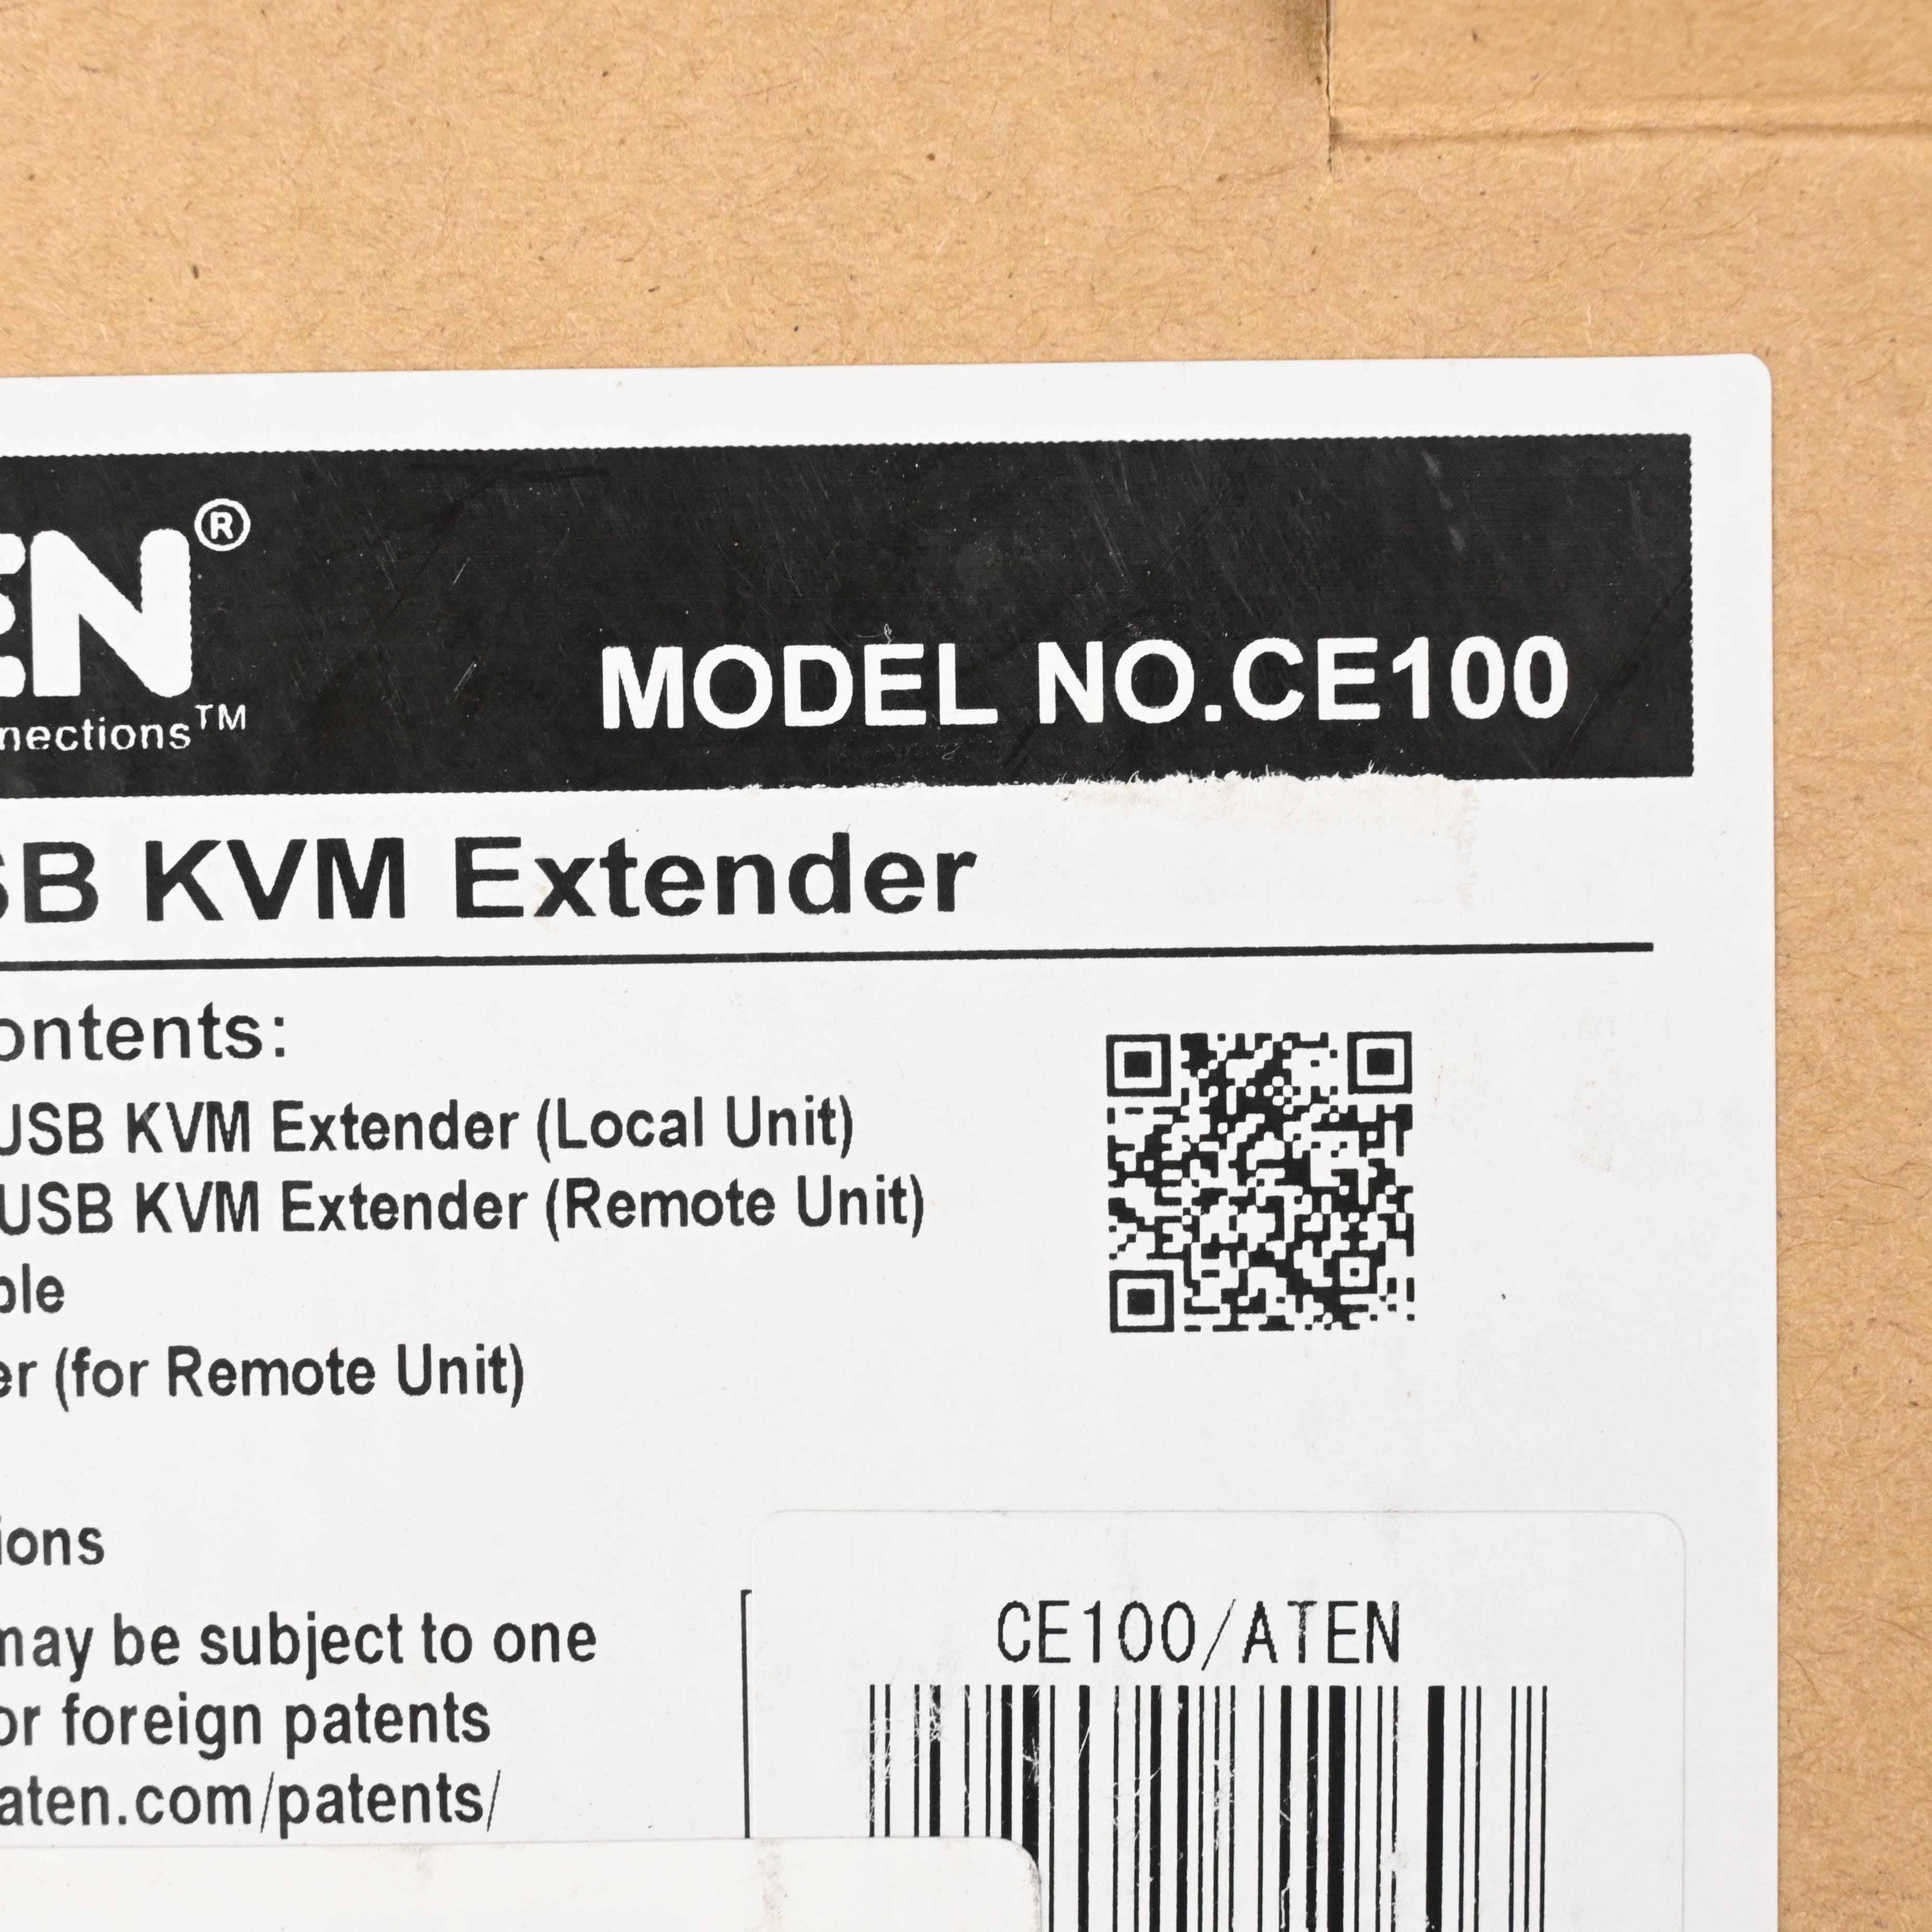 EN®
nections™
MODEL NO.CE100
SB KVM Extender
ontents:
USB KVM Extender (Local Unit)
USB KVM Extender (Remote Unit)
ble
er (for Remote Unit)
ions
may be subject to one
or foreign patents
aten.com/patents/
CE100/ATEN